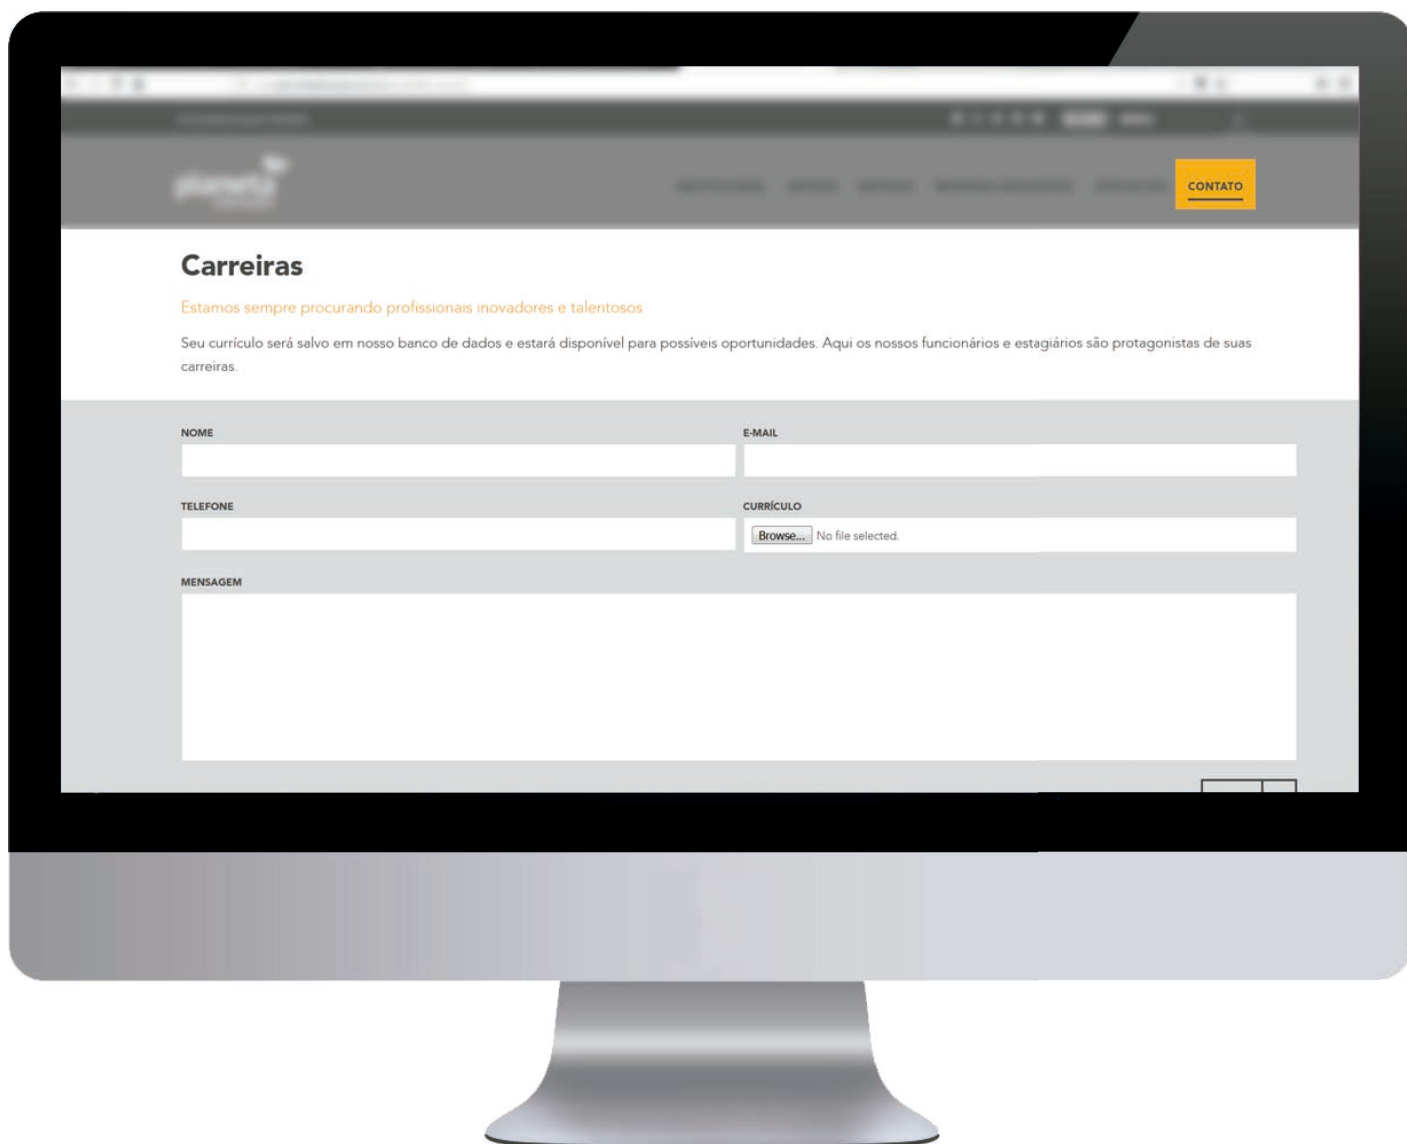 planeta
CONTATO
Carreiras
Estamos sempre procurando profissionais inovadores e talentosos
Seu currículo será salvo em nosso banco de dados e estará disponível para possíveis oportunidades. Aqui os nossos funcionários e estagiários são protagonistas de suas
carreiras.
NOME E-MAIL
TELEFONE CURRÍCULO
Browse... No file selected.
MENSAGEM